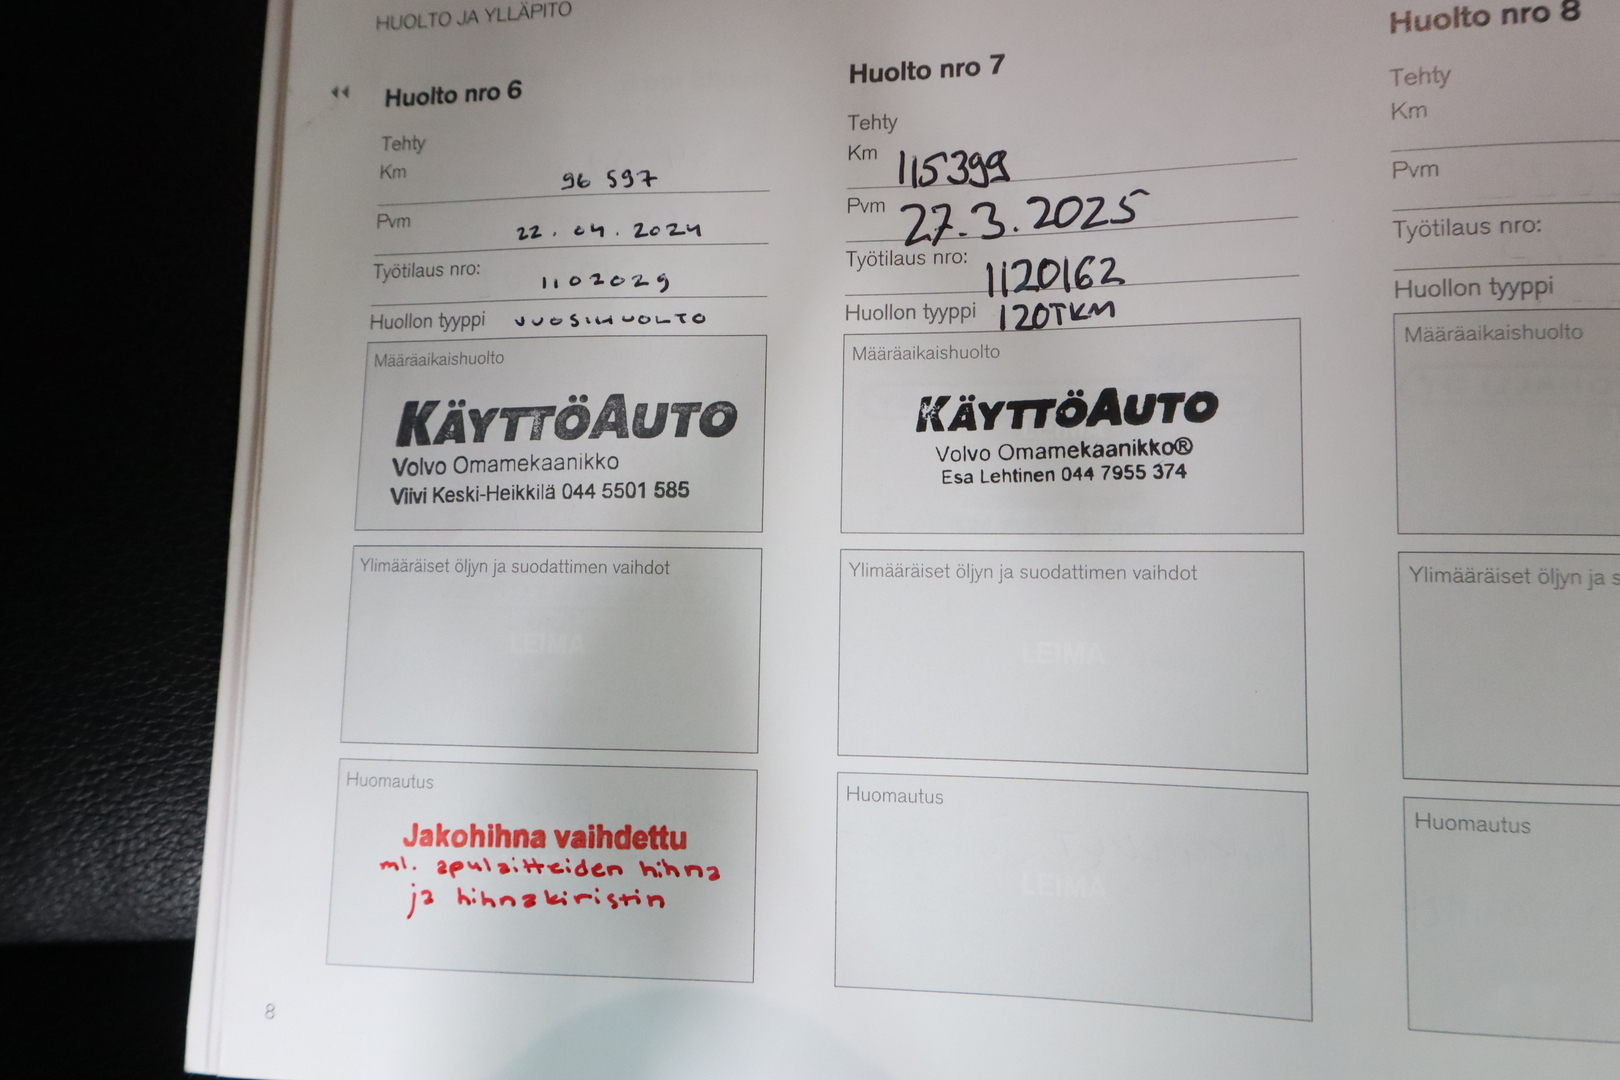 HUOLTO JA YLLÄPITO
Huolto nro 6
Tehty
Km 96 597
Pvm 22.04.2024
Työtilaus nro: 1102029
Huollon tyyppi VUOSIHUOLTO
Määräaikaishuolto
KÄYTTÖAUTO
Volvo Omamekaanikko
Viivi Keski-Heikkilä 044 5501 585
Ylimääräiset öljyn ja suodattimen vaihdot
LEIMA
Huomautus
Jakohihna vaihdettu
ml. apulaitteiden hihna
ja hihnakiristin
8
Huolto nro 7
Tehty
Km 115399
Pvm 27.3.2025
Työtilaus nro: 1120162
Huollon tyyppi 120TKM
Määräaikaishuolto
KÄYTTÖAUTO
Volvo Omamekaanikko®
Esa Lehtinen 044 7955 374
Ylimääräiset öljyn ja suodattimen vaihdot
LEIMA
Huomautus
LEIMA
Huolto nro 8
Tehty
Km
Pvm
Työtilaus nro:
Huollon tyyppi
Määräaikaishuolto
Ylimääräiset öljyn ja s
Huomautus